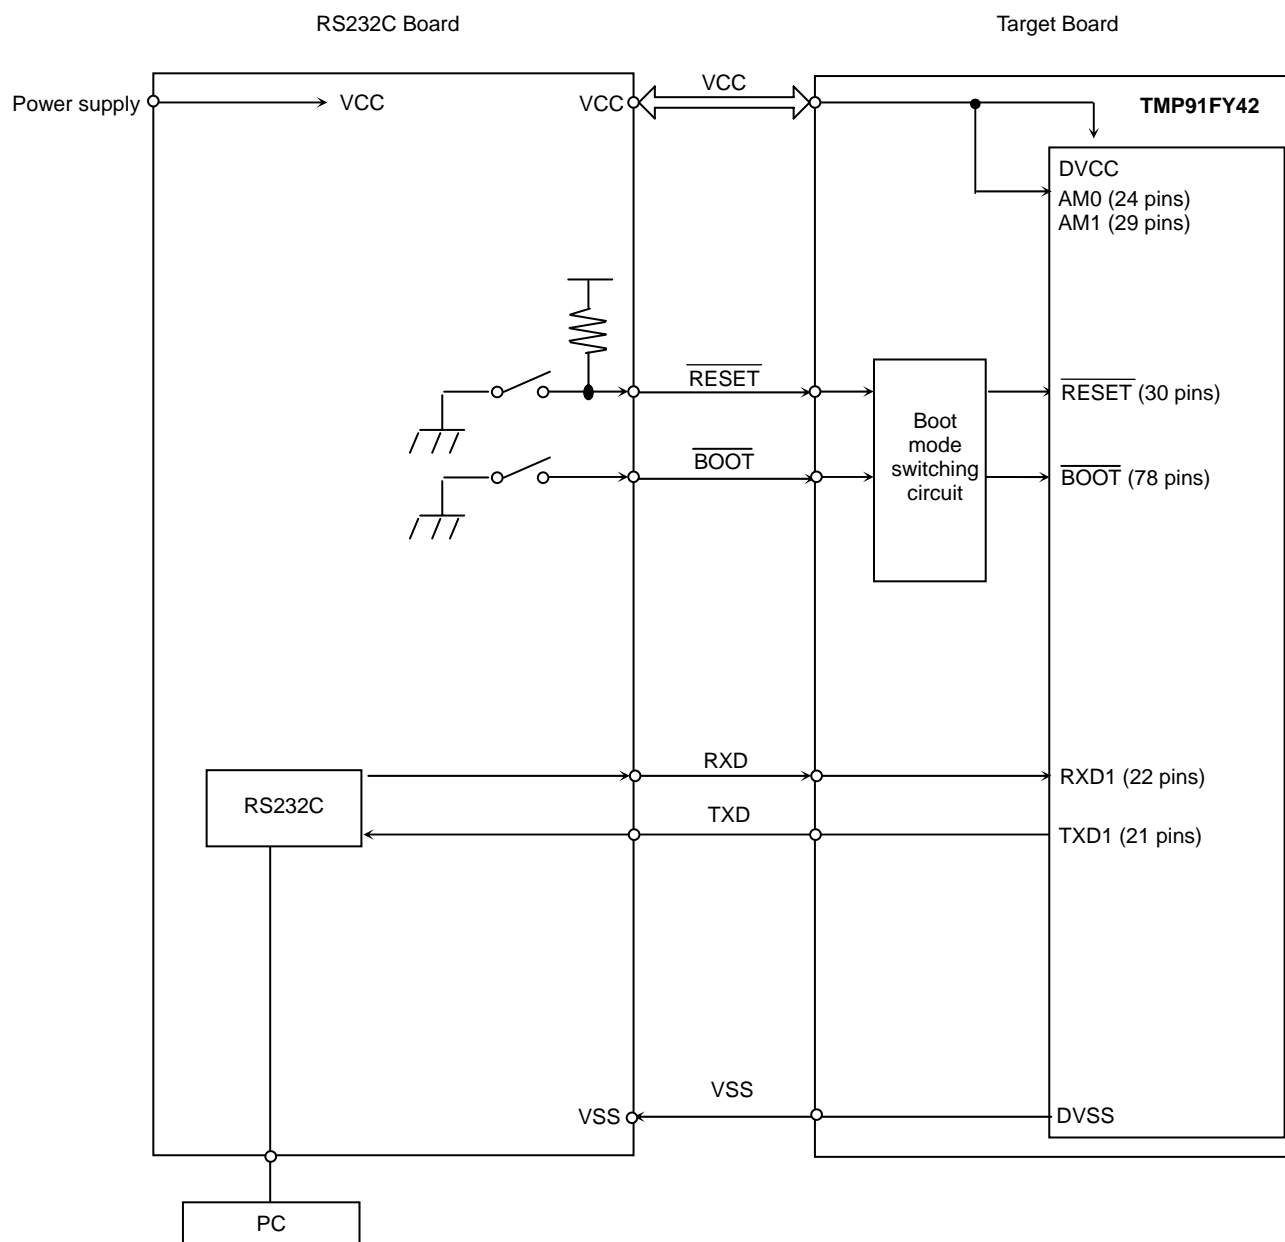 RS232C Board
Target Board
Power supply
VCC
VCC
VCC
TMP91FY42
DVCC
AM0 (24 pins)
AM1 (29 pins)
RESET
RESET (30 pins)
Boot
mode
switching
circuit
BOOT
BOOT (78 pins)
RXD
RXD1 (22 pins)
RS232C
TXD
TXD1 (21 pins)
VSS
VSS
DVSS
PC